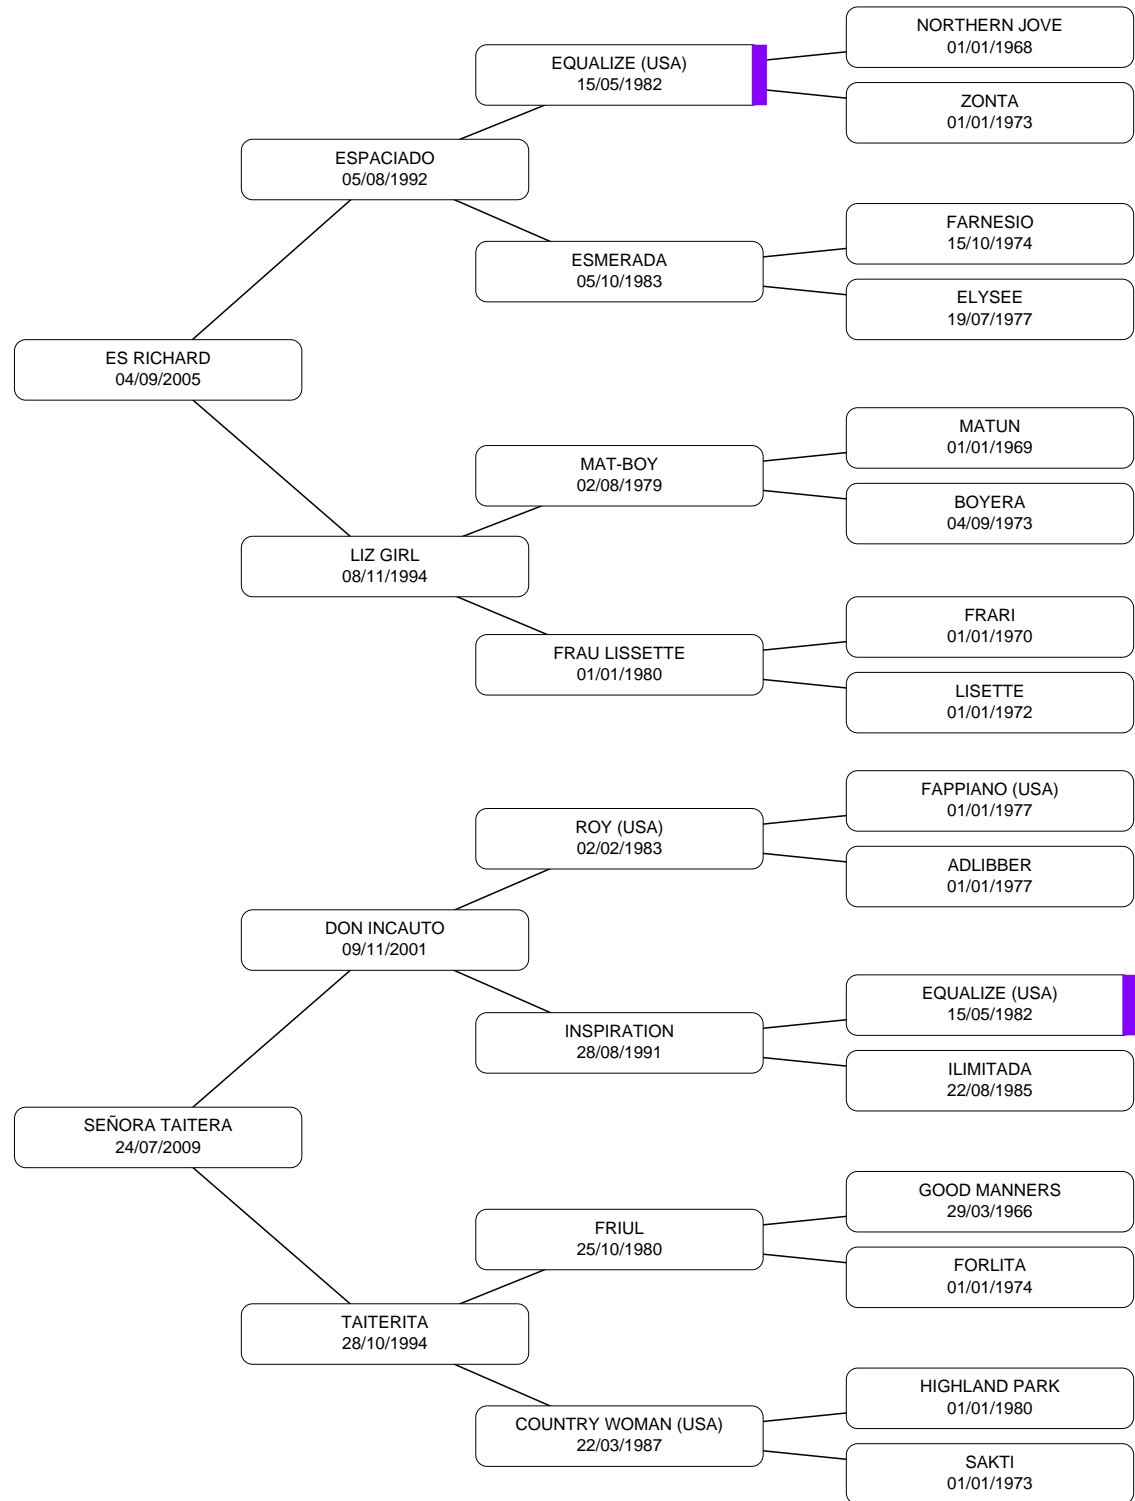 NORTHERN JOVE
01/01/1968
EQUALIZE (USA)
15/05/1982
ZONTA
01/01/1973
ESPACIADO
05/08/1992
FARNESIO
15/10/1974
ESMERADA
05/10/1983
ELYSEE
19/07/1977
ES RICHARD
04/09/2005
MATUN
01/01/1969
MAT-BOY
02/08/1979
BOYERA
04/09/1973
LIZ GIRL
08/11/1994
FRARI
01/01/1970
FRAU LISSETTE
01/01/1980
LISETTE
01/01/1972
FAPPIANO (USA)
01/01/1977
ROY (USA)
02/02/1983
ADLIBBER
01/01/1977
DON INCAUTO
09/11/2001
EQUALIZE (USA)
15/05/1982
INSPIRATION
28/08/1991
ILIMITADA
22/08/1985
SEÑORA TAITERA
24/07/2009
GOOD MANNERS
29/03/1966
FRIUL
25/10/1980
FORLITA
01/01/1974
TAITERITA
28/10/1994
HIGHLAND PARK
01/01/1980
COUNTRY WOMAN (USA)
22/03/1987
SAKTI
01/01/1973